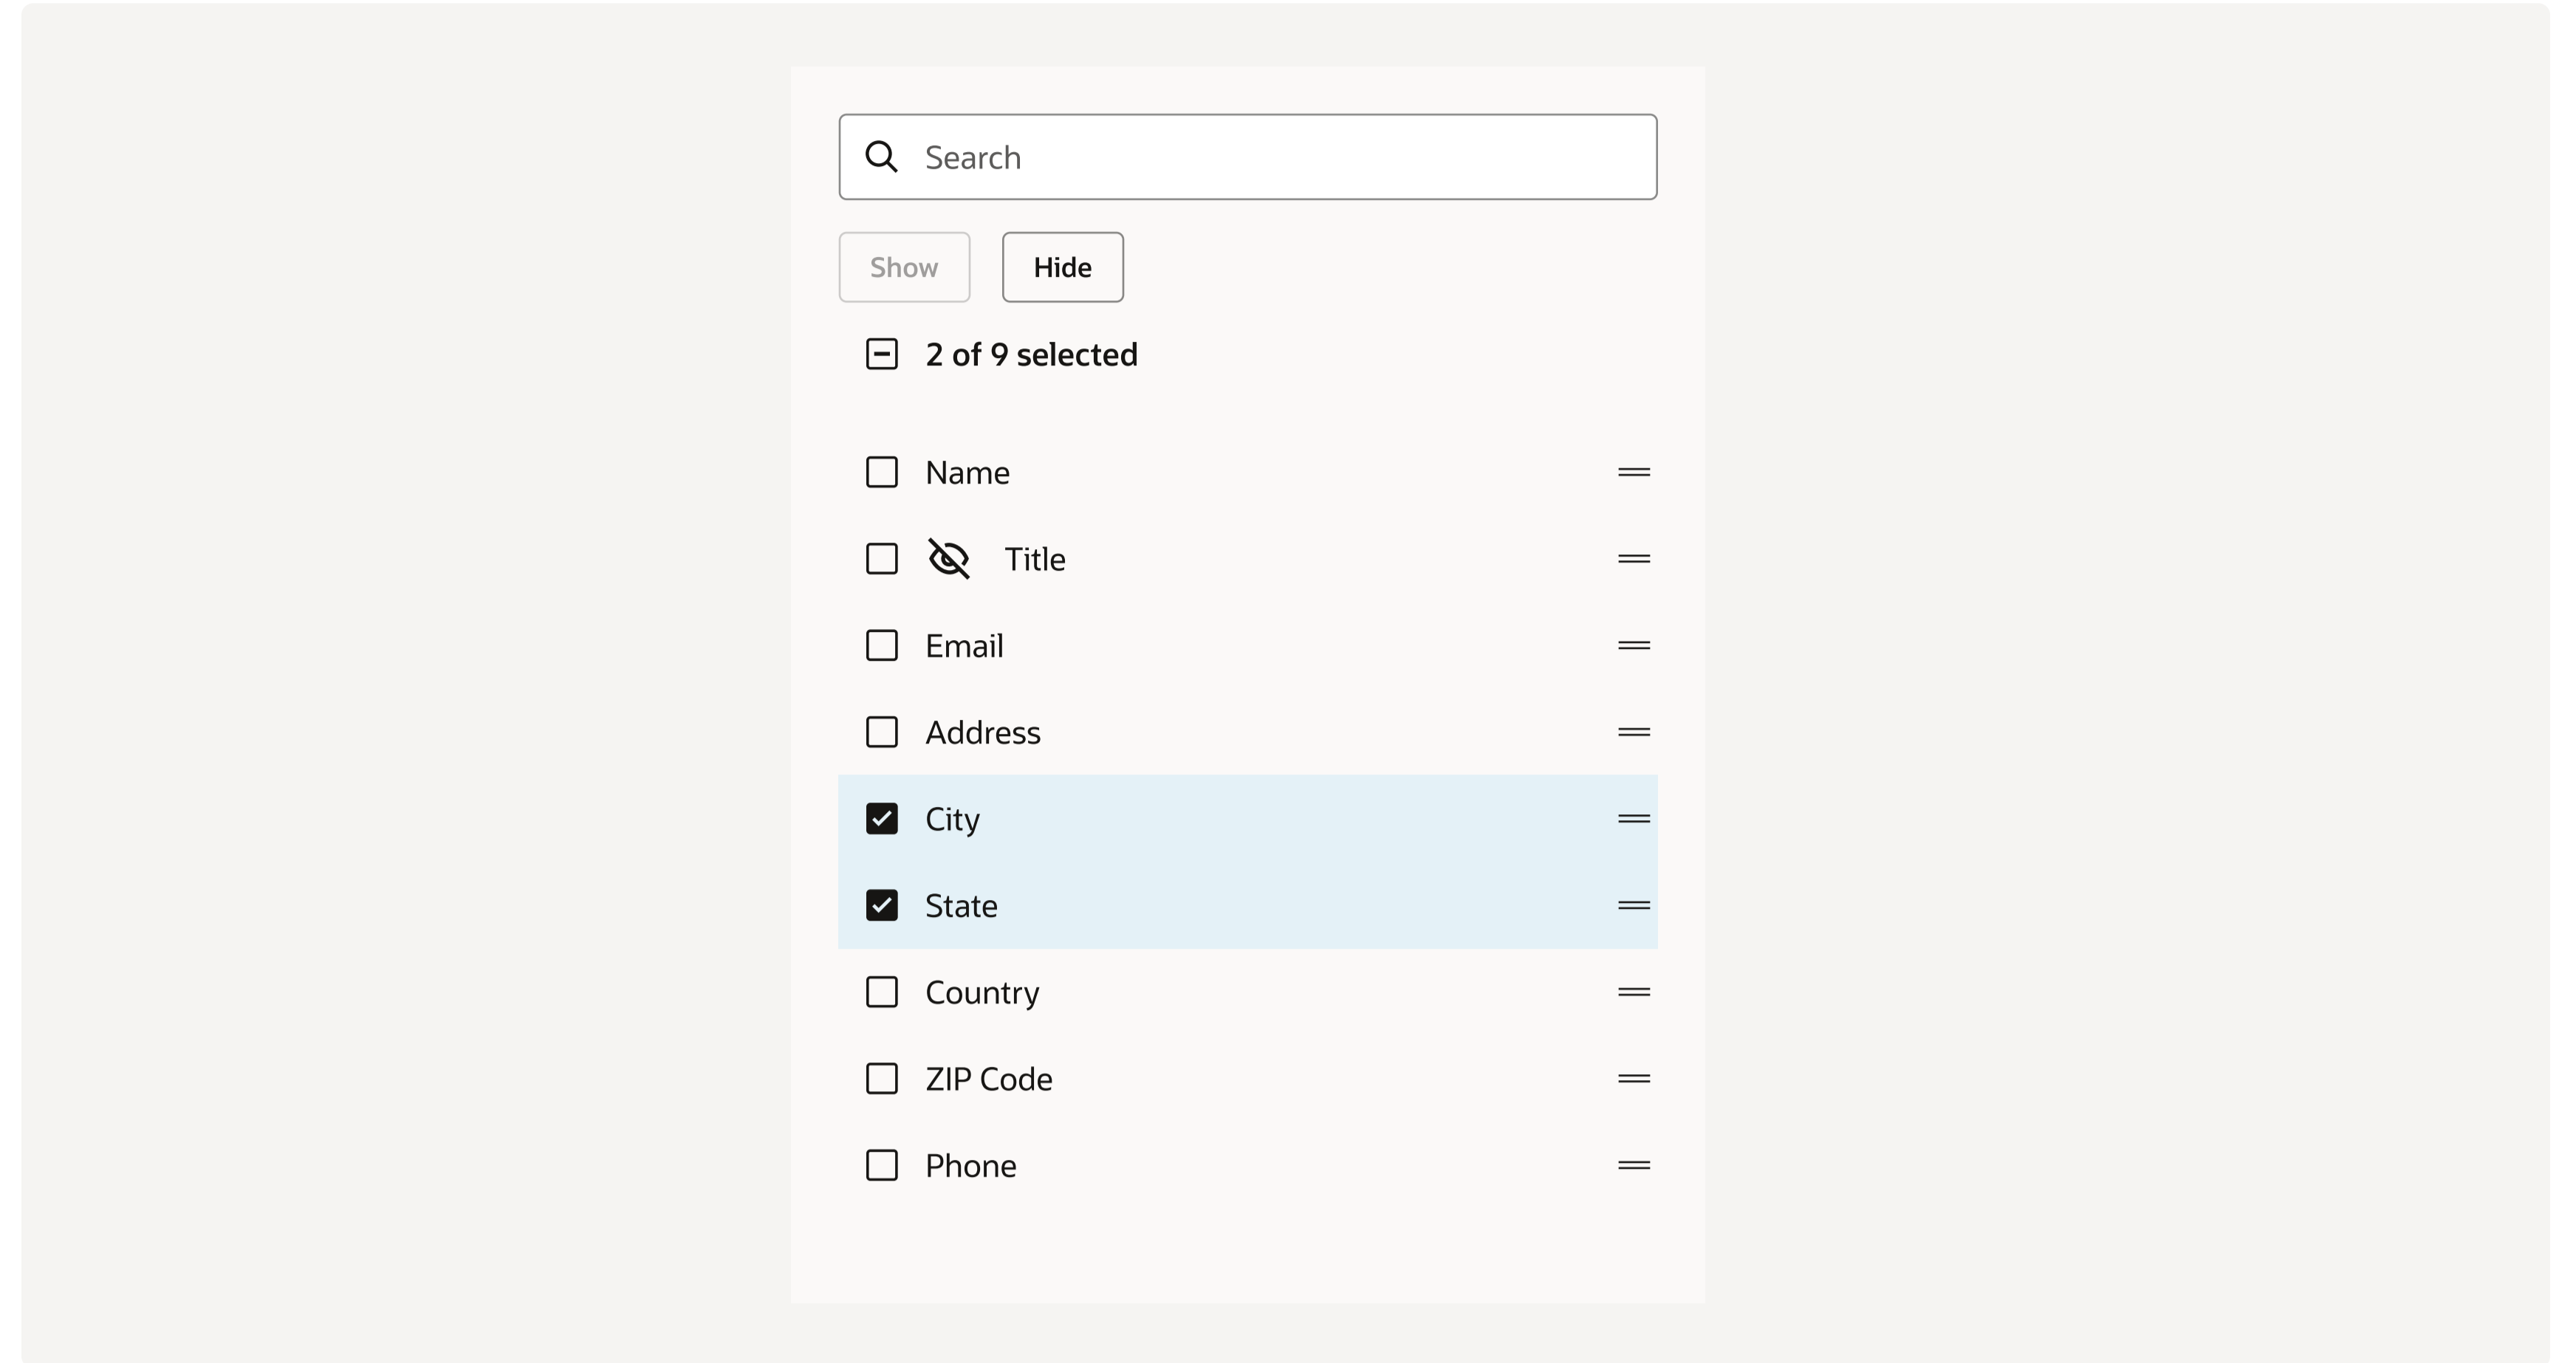 Search
Show Hide
2 of 9 selected
Name
Title
Email
Address
City
State
Country
ZIP Code
Phone